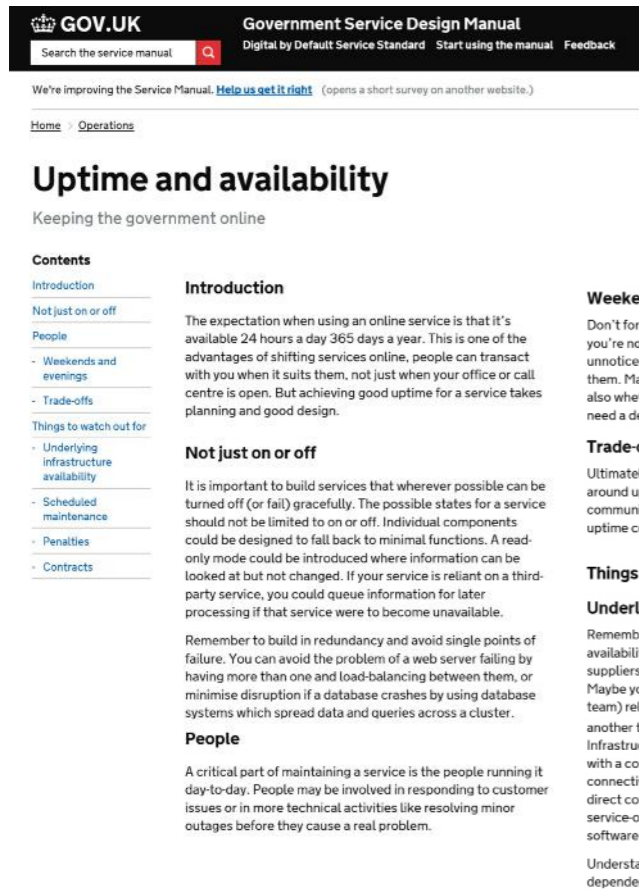 GOV.UK
Government Service Design Manual
Search the service manual
Digital by Default Service Standard Start using the manual Feedback
We're improving the Service Manual. Help us get it right (opens a short survey on another website.)
Home > Operations
Uptime and availability
Keeping the government online
Contents
Introduction
Not just on or off
People
- Weekends and
evenings
- Trade-offs
Things to watch out for
- Underlying
infrastructure
availability
- Scheduled
maintenance
- Penalties
- Contracts
Introduction
The expectation when using an online service is that it's
available 24 hours a day 365 days a year. This is one of the
advantages of shifting services online, people can transact
with you when it suits them, not just when your office or call
centre is open. But achieving good uptime for a service takes
planning and good design.
Not just on or off
It is important to build services that wherever possible can be
turned off (or fail) gracefully. The possible states for a service
should not be limited to on or off. Individual components
could be designed to fall back to minimal functions. A read-
only mode could be introduced where information can be
looked at but not changed. If your service is reliant on a third-
party service, you could queue information for later
processing if that service were to become unavailable.
Remember to build in redundancy and avoid single points of
failure. You can avoid the problem of a web server failing by
having more than one and load-balancing between them, or
minimise disruption if a database crashes by using database
systems which spread data and queries across a cluster.
People
A critical part of maintaining a service is the people running it
day-to-day. People may be involved in responding to customer
issues or in more technical activities like resolving minor
outages before they cause a real problem.
Weeke
Don't for
you're no
unnotice
them. Ma
also whe
need a de
Trade-
Ultimatel
around u
communi
uptime c
Things
Underl
Rememb
availabili
suppliers
Maybe yo
team) rel
another t
Infrastru
with a co
connecti
direct co
service-o
software
Understa
depende